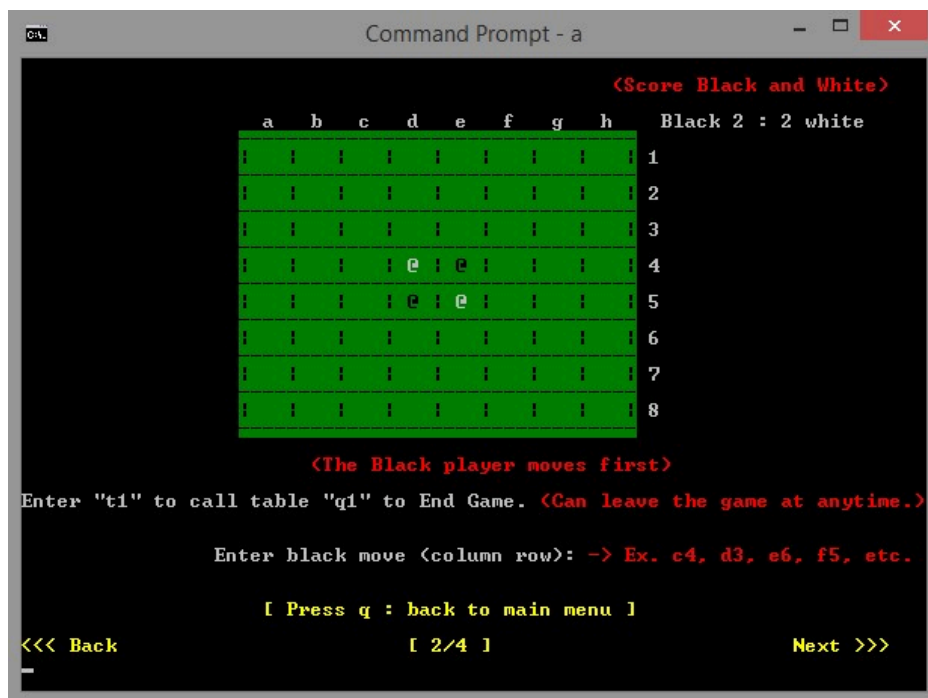 Command Prompt - a
(Score Black and White)
a b c d e f g h Black 2 : 2 white
1
2
3
@ @ 4
@ @ 5
6
7
8
(The Black player moves first)
Enter "t1" to call table "q1" to End Game. (Can leave the game at anytime.)
Enter black move (column row): -> Ex. c4, d3, e6, f5, etc.
[ Press q : back to main menu ]
<<< Back [ 2/4 ] Next >>>